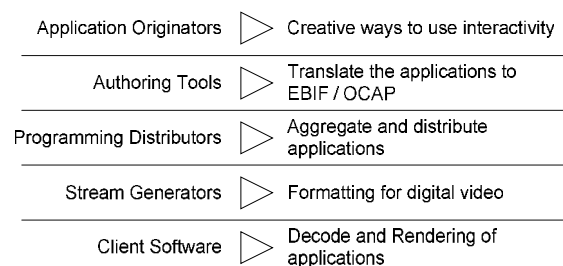 Application Originators
Creative ways to use interactivity
Authoring Tools
Translate the applications to
EBIF / OCAP
Programming Distributors
Aggregate and distribute
applications
Stream Generators
Formatting for digital video
Client Software
Decode and Rendering of
applications